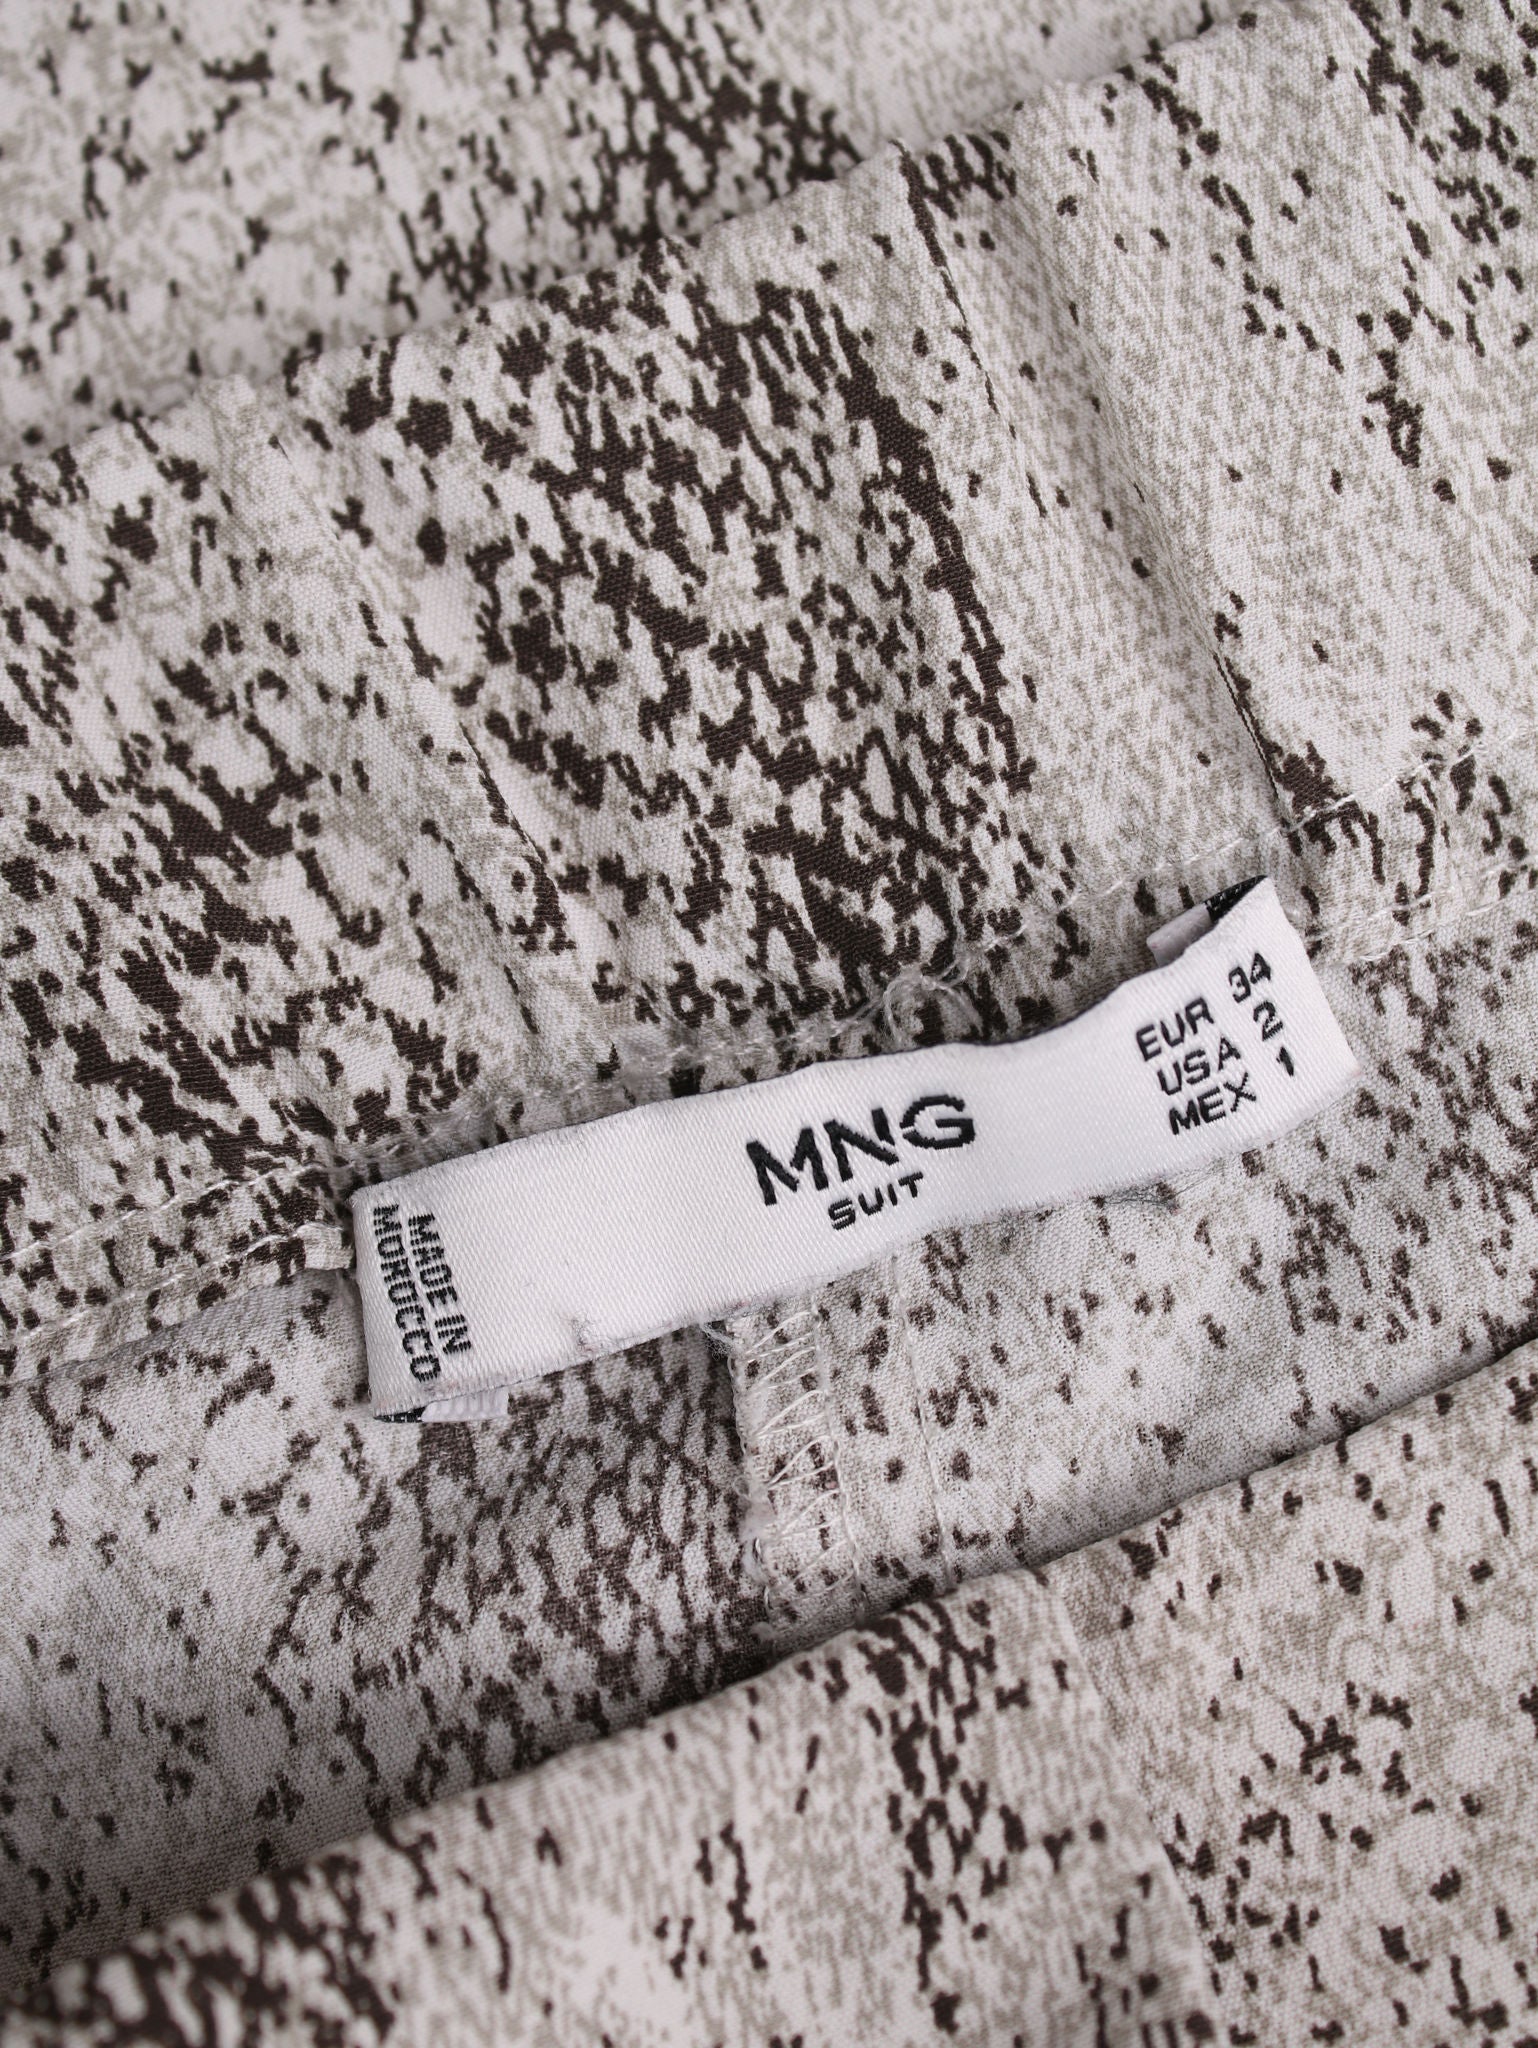 MADE IN
MOROCCO
MNG
SUIT
EUR 34
USA 2
MEX 1